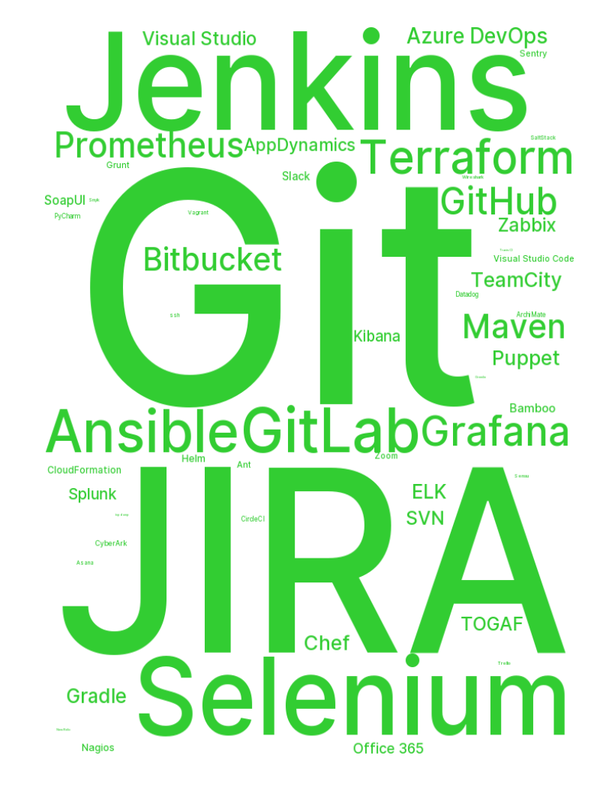 Visual Studio
Azure DevOps
Jenkins
Sentry
Prometheus
AppDynamics
Terraform
SaltStack
Grunt
Slack
SoapUI
GitHub
PyCharm
Vagrant
Zabbix
Git
Bitbucket
Visual Studio Code
TeamCity
Datadog
ArchiMate
Maven
Kibana
Puppet
Bamboo
Ansible
GitLab
Grafana
Helm
Zoom
Ant
CloudFormation
Splunk
ELK
SVN
CircleCI
CyberArk
Asana
JIRA
TOGAF
Chef
Trello
Selenium
Gradle
Nagios
Office 365